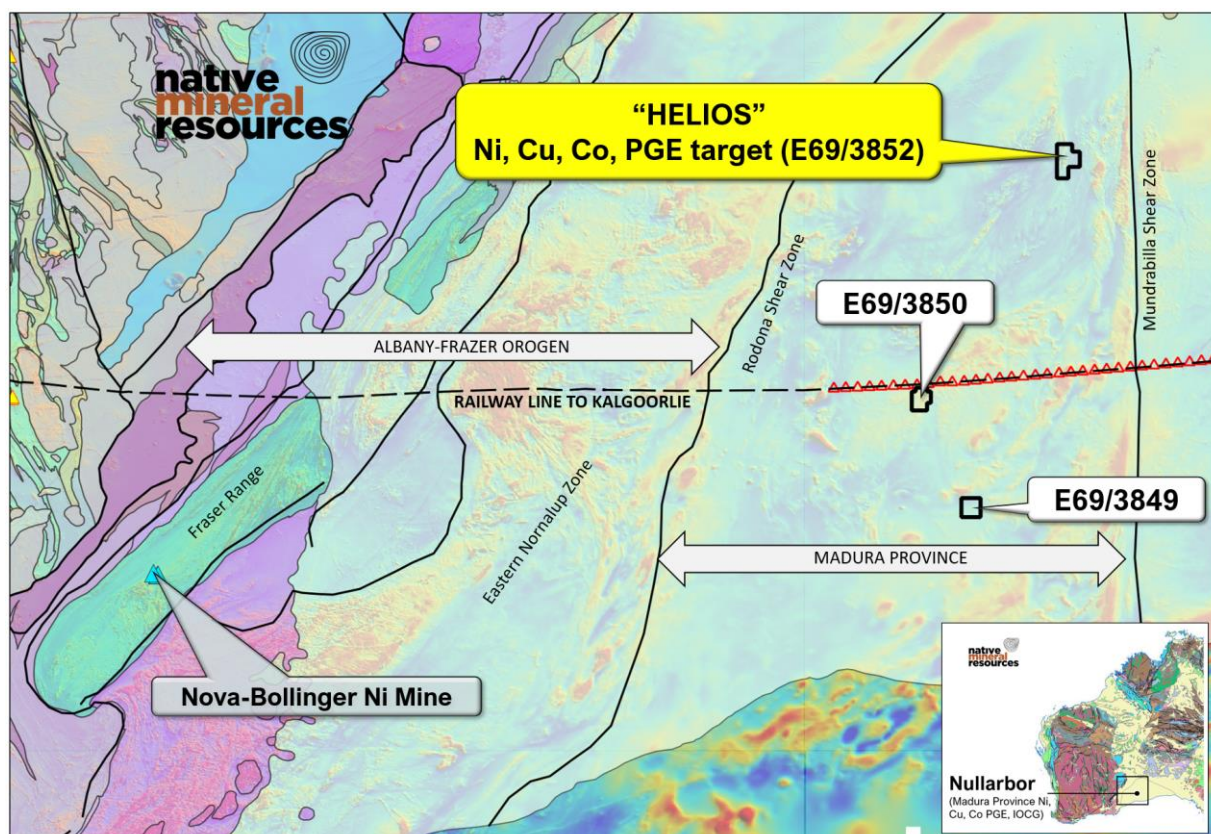 native
mineral
resources
“HELIOS”
Ni, Cu, Co, PGE target (E69/3852)
Mundrabilla Shear Zone
Rodona Shear Zone
E69/3850
ALBANY-FRAZER OROGEN
RAILWAY LINE TO KALGOORLIE
Fraser Range
Eastern Nornalup Zone
E69/3849
MADURA PROVINCE
Nova-Bollinger Ni Mine
native
mineral
resources
Nullarbor
(Madura Province Ni,
Cu, Co PGE, IOCG)